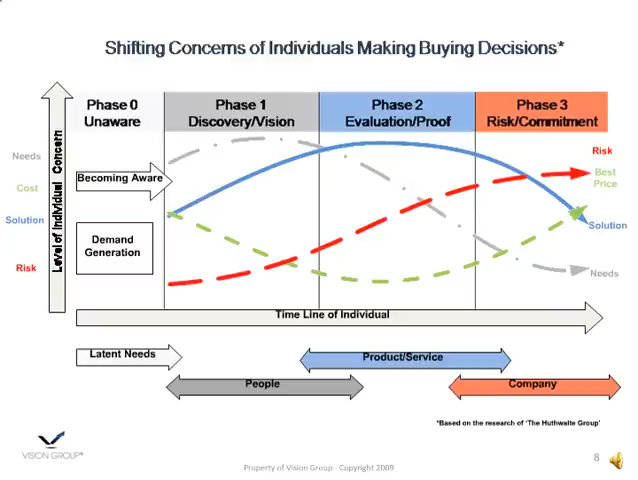 Shifting Concerns of Individuals Making Buying Decisions*
Phase 0
Unaware
Phase 1
Discovery/Vision
Phase 2
Evaluation/Proof
Phase 3
Risk/Commitment
Level of Individual Concern
Needs
Cost
Solution
Risk
Becoming Aware
Demand
Generation
Risk
Best
Price
Solution
Needs
Time Line of Individual
Latent Needs
Product/Service
People
Company
*Based on the research of 'The Huthwaite Group'
VISION GROUP
Property of Vision Group - Copyright 2009
8